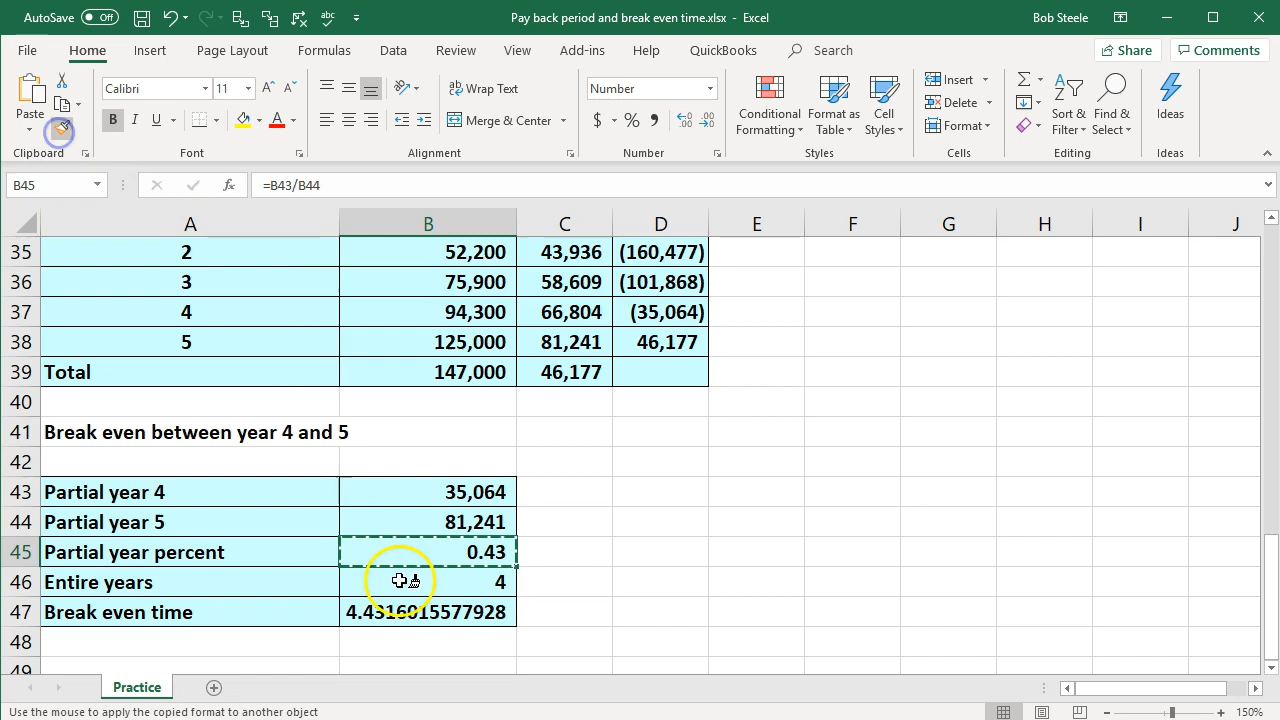 AutoSave Off Pay back period and break even time.xlsx - Excel Bob Steele
File Home Insert Page Layout Formulas Data Review View Add-ins Help QuickBooks Search Share Comments
Paste Calibri 11 A A ab Wrap Text Number Conditional Formatting Format as Table Cell Styles Insert Delete Format Sort & Filter Find & Select Ideas
B I U A Merge & Center $ % ,
Clipboard Font Alignment Number Styles Cells Editing Ideas
B45 fx =B43/B44
A B C D E F G H I J
35 2 52,200 43,936 (160,477)
36 3 75,900 58,609 (101,868)
37 4 94,300 66,804 (35,064)
38 5 125,000 81,241 46,177
39 Total 147,000 46,177
40
41 Break even between year 4 and 5
42
43 Partial year 4 35,064
44 Partial year 5 81,241
45 Partial year percent 0.43
46 Entire years 4
47 Break even time 4.4316015577928
48
49
Practice
Use the mouse to apply the copied format to another object 150%